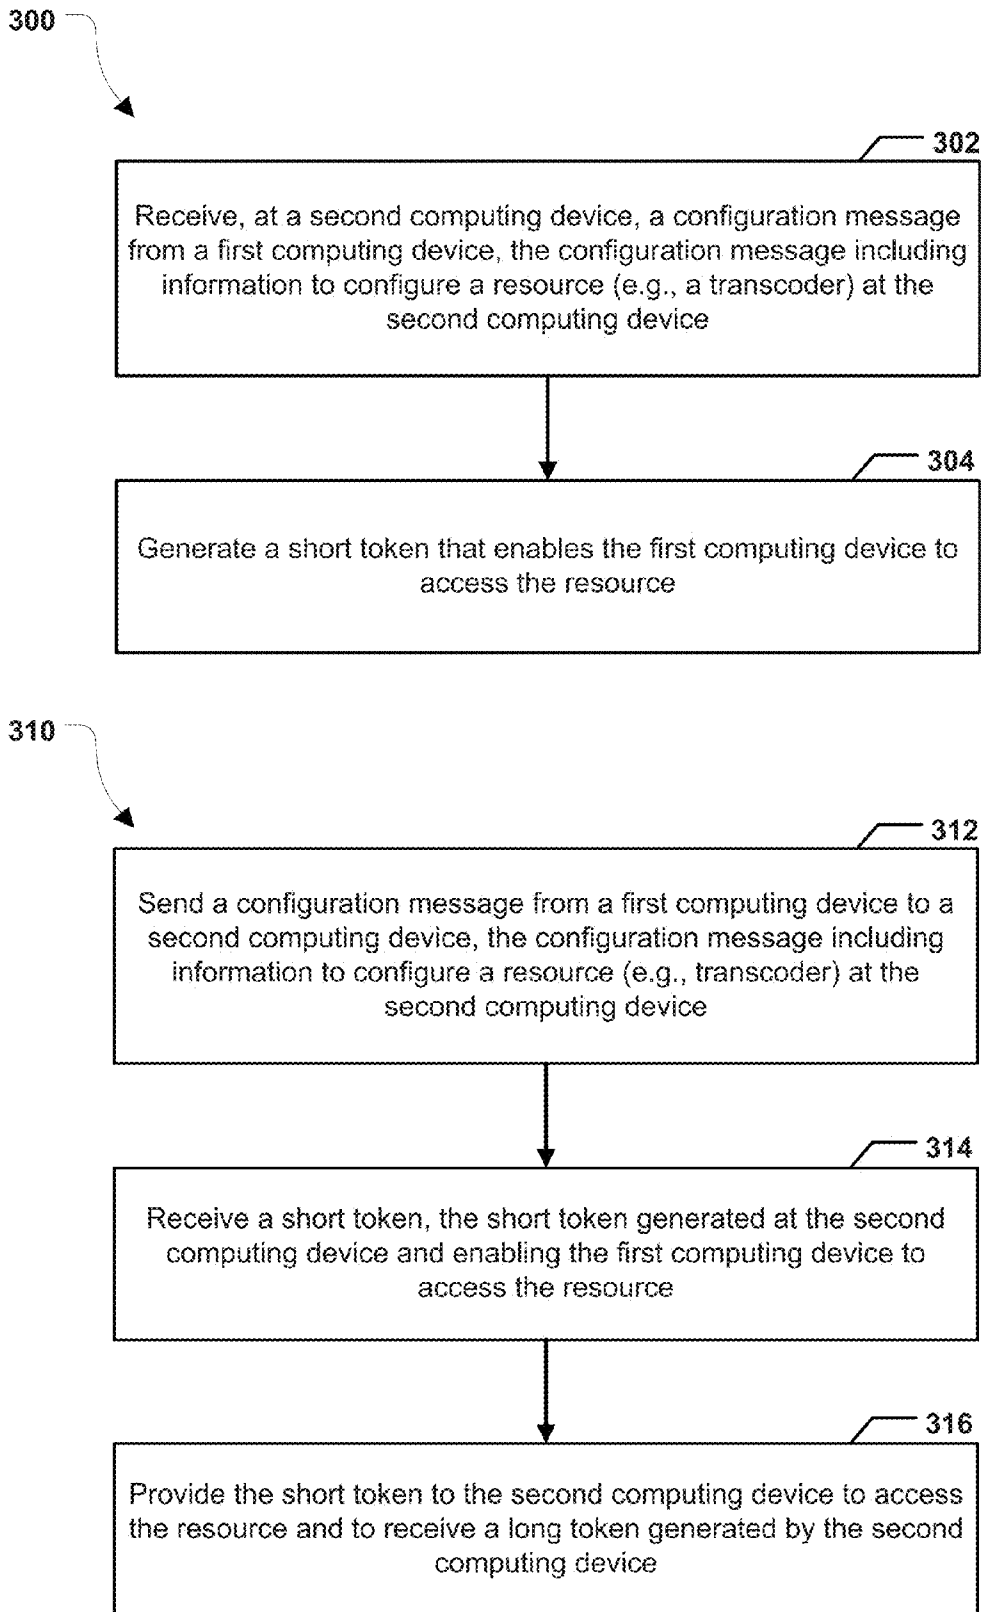 300
302
Receive, at a second computing device, a configuration message
from a first computing device, the configuration message including
information to configure a resource (e.g., a transcoder) at the
second computing device
304
Generate a short token that enables the first computing device to
access the resource
310
312
Send a configuration message from a first computing device to a
second computing device, the configuration message including
information to configure a resource (e.g., transcoder) at the
second computing device
314
Receive a short token, the short token generated at the second
computing device and enabling the first computing device to
access the resource
316
Provide the short token to the second computing device to access
the resource and to receive a long token generated by the second
computing device